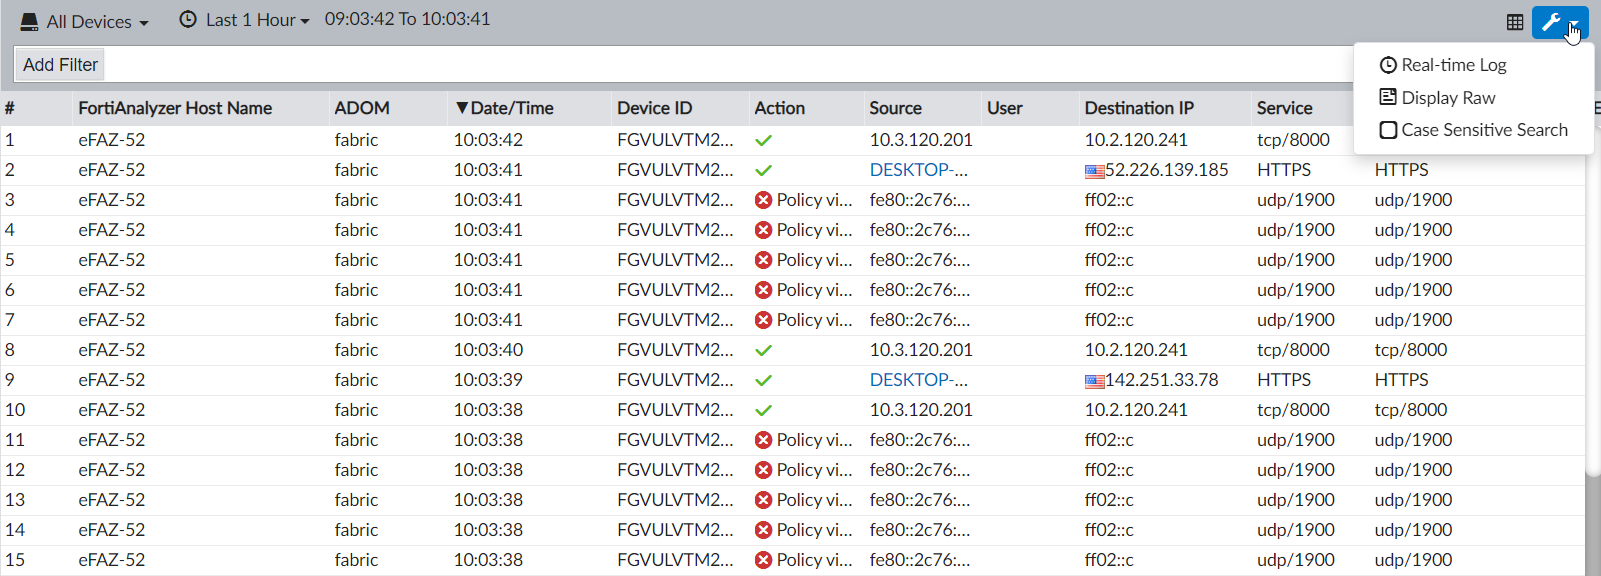 All Devices Last 1 Hour 09:03:42 To 10:03:41
Add Filter
Real-time Log
Display Raw
Case Sensitive Search
# FortiAnalyzer Host Name ADOM ▼Date/Time Device ID Action Source User Destination IP Service
1 eFAZ-52 fabric 10:03:42 FGVULVTM2... 10.3.120.201 10.2.120.241 tcp/8000
2 eFAZ-52 fabric 10:03:41 FGVULVTM2... DESKTOP-... 52.226.139.185 HTTPS HTTPS
3 eFAZ-52 fabric 10:03:41 FGVULVTM2... Policy vi... fe80::2c76:... ff02::c udp/1900 udp/1900
4 eFAZ-52 fabric 10:03:41 FGVULVTM2... Policy vi... fe80::2c76:... ff02::c udp/1900 udp/1900
5 eFAZ-52 fabric 10:03:41 FGVULVTM2... Policy vi... fe80::2c76:... ff02::c udp/1900 udp/1900
6 eFAZ-52 fabric 10:03:41 FGVULVTM2... Policy vi... fe80::2c76:... ff02::c udp/1900 udp/1900
7 eFAZ-52 fabric 10:03:41 FGVULVTM2... Policy vi... fe80::2c76:... ff02::c udp/1900 udp/1900
8 eFAZ-52 fabric 10:03:40 FGVULVTM2... 10.3.120.201 10.2.120.241 tcp/8000 tcp/8000
9 eFAZ-52 fabric 10:03:39 FGVULVTM2... DESKTOP-... 142.251.33.78 HTTPS HTTPS
10 eFAZ-52 fabric 10:03:38 FGVULVTM2... 10.3.120.201 10.2.120.241 tcp/8000 tcp/8000
11 eFAZ-52 fabric 10:03:38 FGVULVTM2... Policy vi... fe80::2c76:... ff02::c udp/1900 udp/1900
12 eFAZ-52 fabric 10:03:38 FGVULVTM2... Policy vi... fe80::2c76:... ff02::c udp/1900 udp/1900
13 eFAZ-52 fabric 10:03:38 FGVULVTM2... Policy vi... fe80::2c76:... ff02::c udp/1900 udp/1900
14 eFAZ-52 fabric 10:03:38 FGVULVTM2... Policy vi... fe80::2c76:... ff02::c udp/1900 udp/1900
15 eFAZ-52 fabric 10:03:38 FGVULVTM2... Policy vi... fe80::2c76:... ff02::c udp/1900 udp/1900